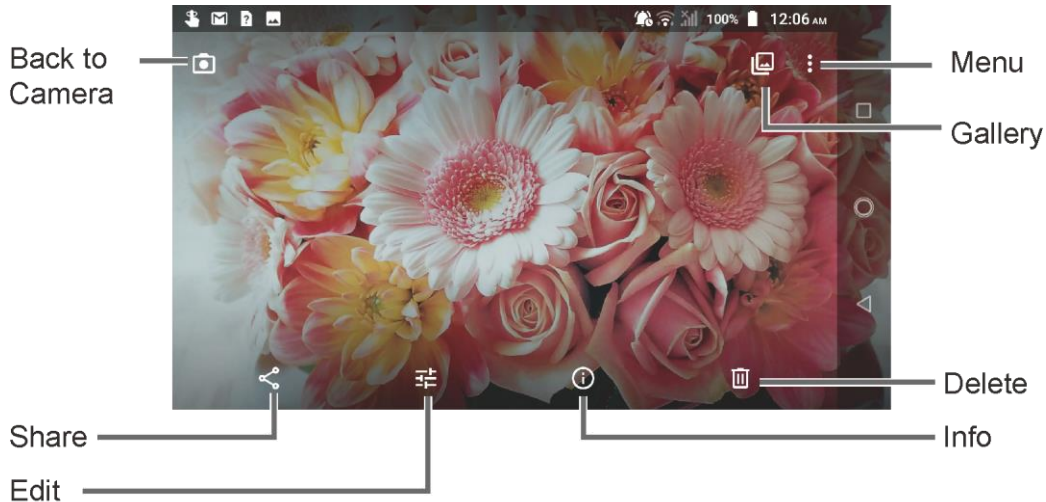 100% 12:06 AM
Back to
Camera
Menu
Gallery
Delete
Share
Info
Edit